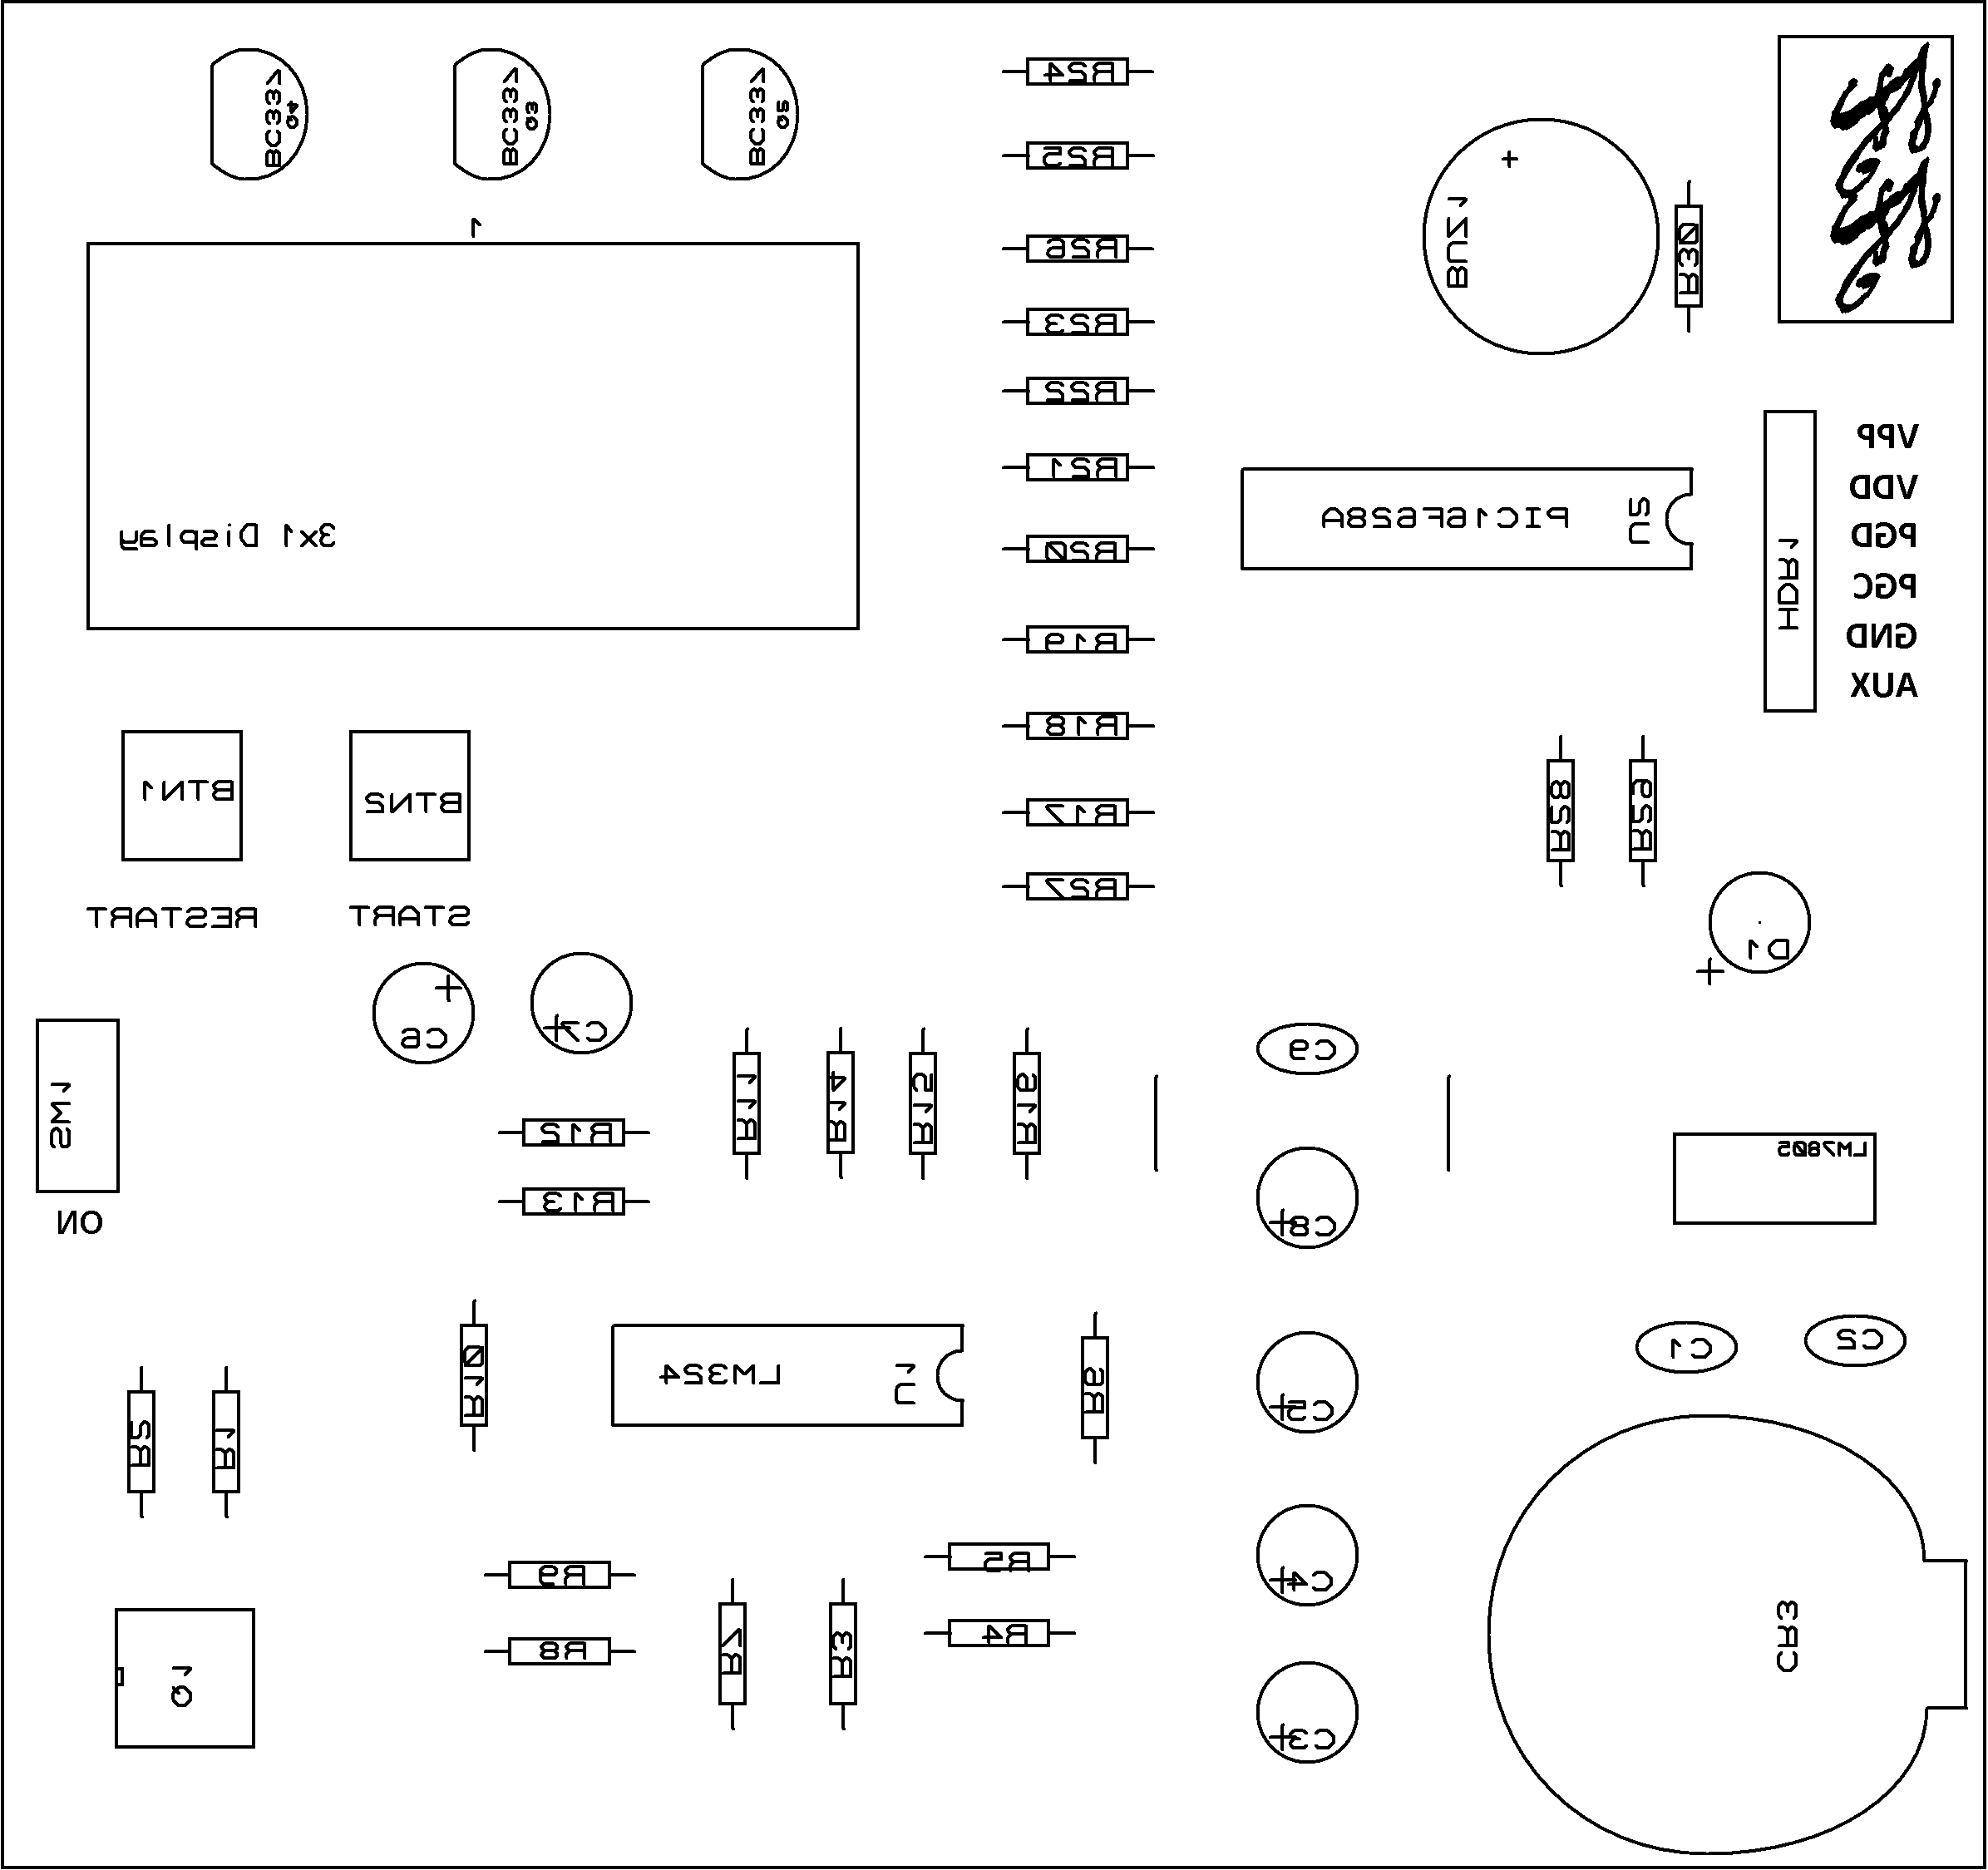 BC337
Q4
BC337
Q3
BC337
Q5
R24
R25
BUZ1
+
R30
1
R26
R23
R22
R21
R20
R19
R18
R17
R27
3x1 Display
PIC16F628A
U2
HDR1
VPP
VDD
PGD
PGC
GND
AUX
BTN1
BTN2
RESTART
START
R28
R29
D1
+
C6
+
C7
+
SW1
ON
R12
R13
R11
R14
R15
R16
C9
C8
+
LM7805
R10
LM324
U1
R6
C5
+
C1
C2
R2
R1
R9
R8
R7
R3
R5
R4
C4
+
C3
+
Q1
CR3